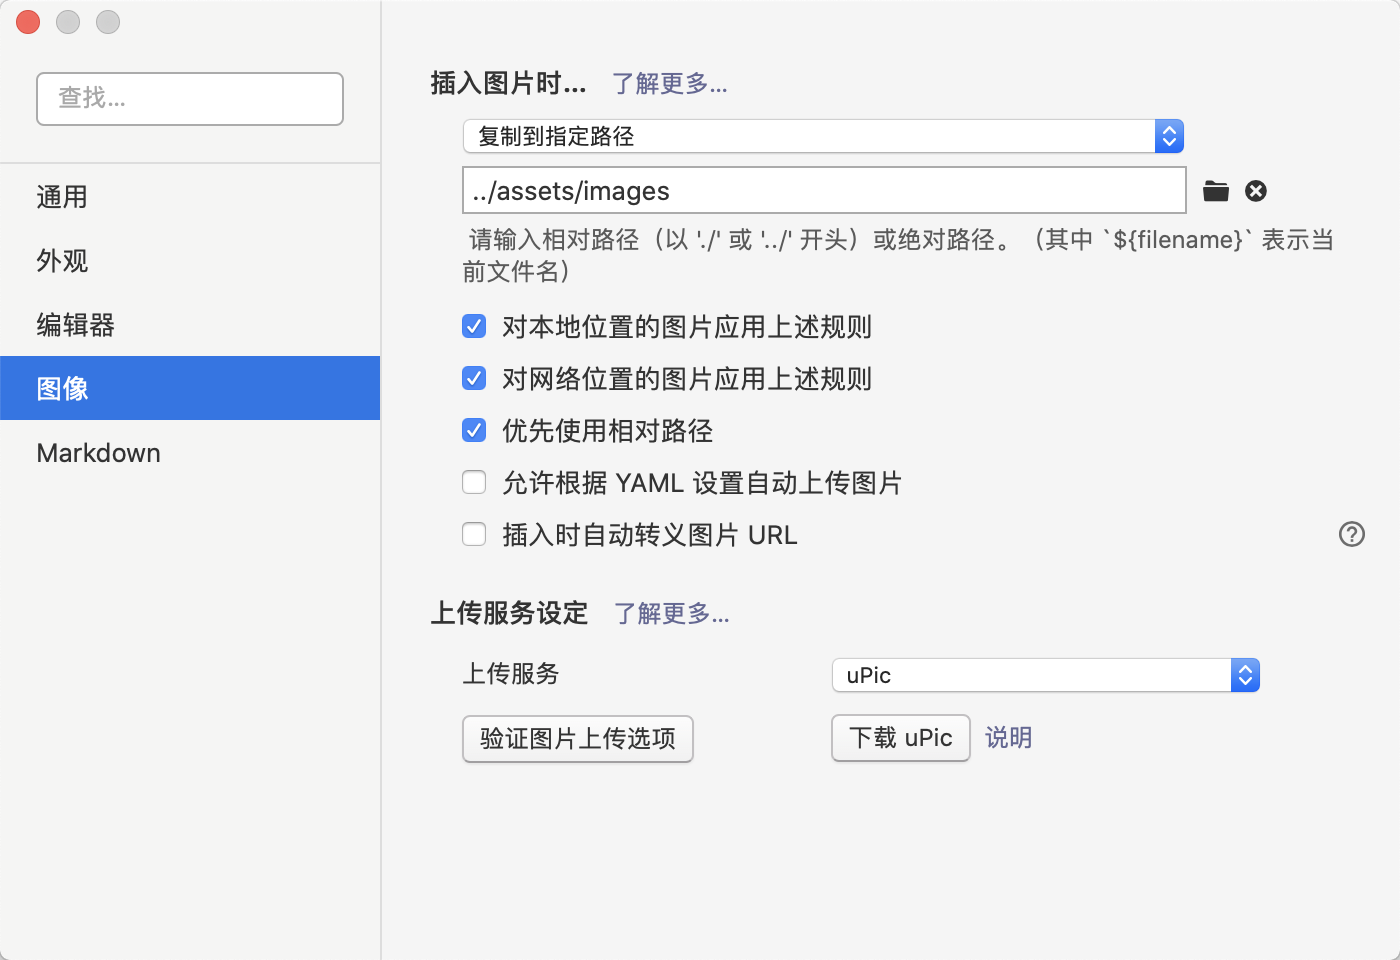 查找...
通用
外观
编辑器
图像
Markdown
插入图片时... 了解更多...
复制到指定路径
../assets/images
请输入相对路径（以 './' 或 '../' 开头）或绝对路径。（其中 `${filename}` 表示当
前文件名）
对本地位置的图片应用上述规则
对网络位置的图片应用上述规则
优先使用相对路径
允许根据 YAML 设置自动上传图片
插入时自动转义图片 URL
上传服务设定 了解更多...
上传服务 uPic
验证图片上传选项 下载 uPic 说明